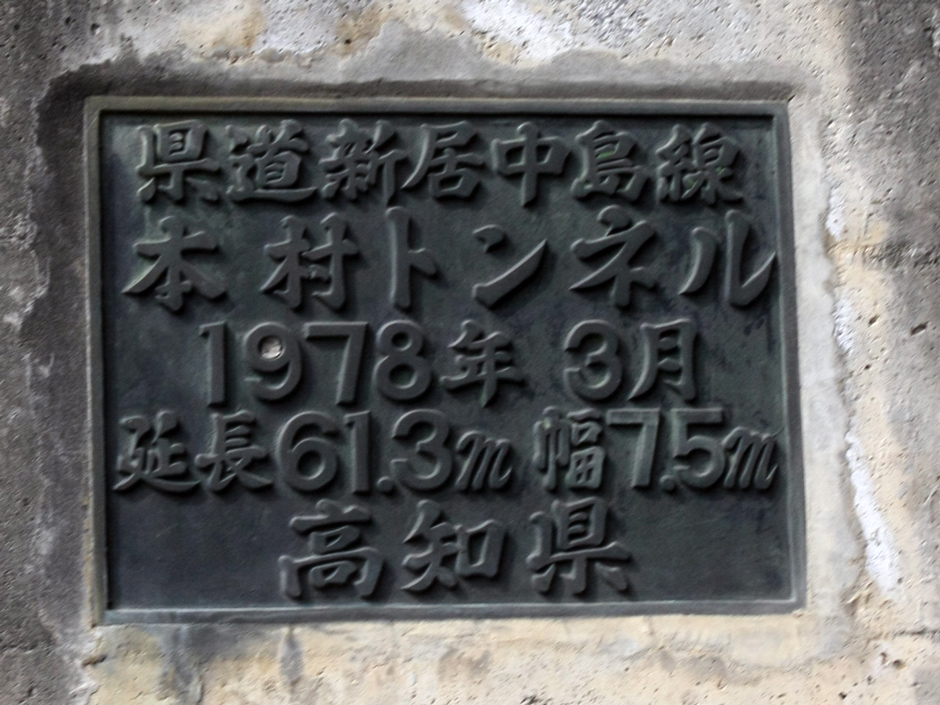 県道新居中島線
本村トンネル
1978年 3月
延長61.3m 幅7.5m
高知県